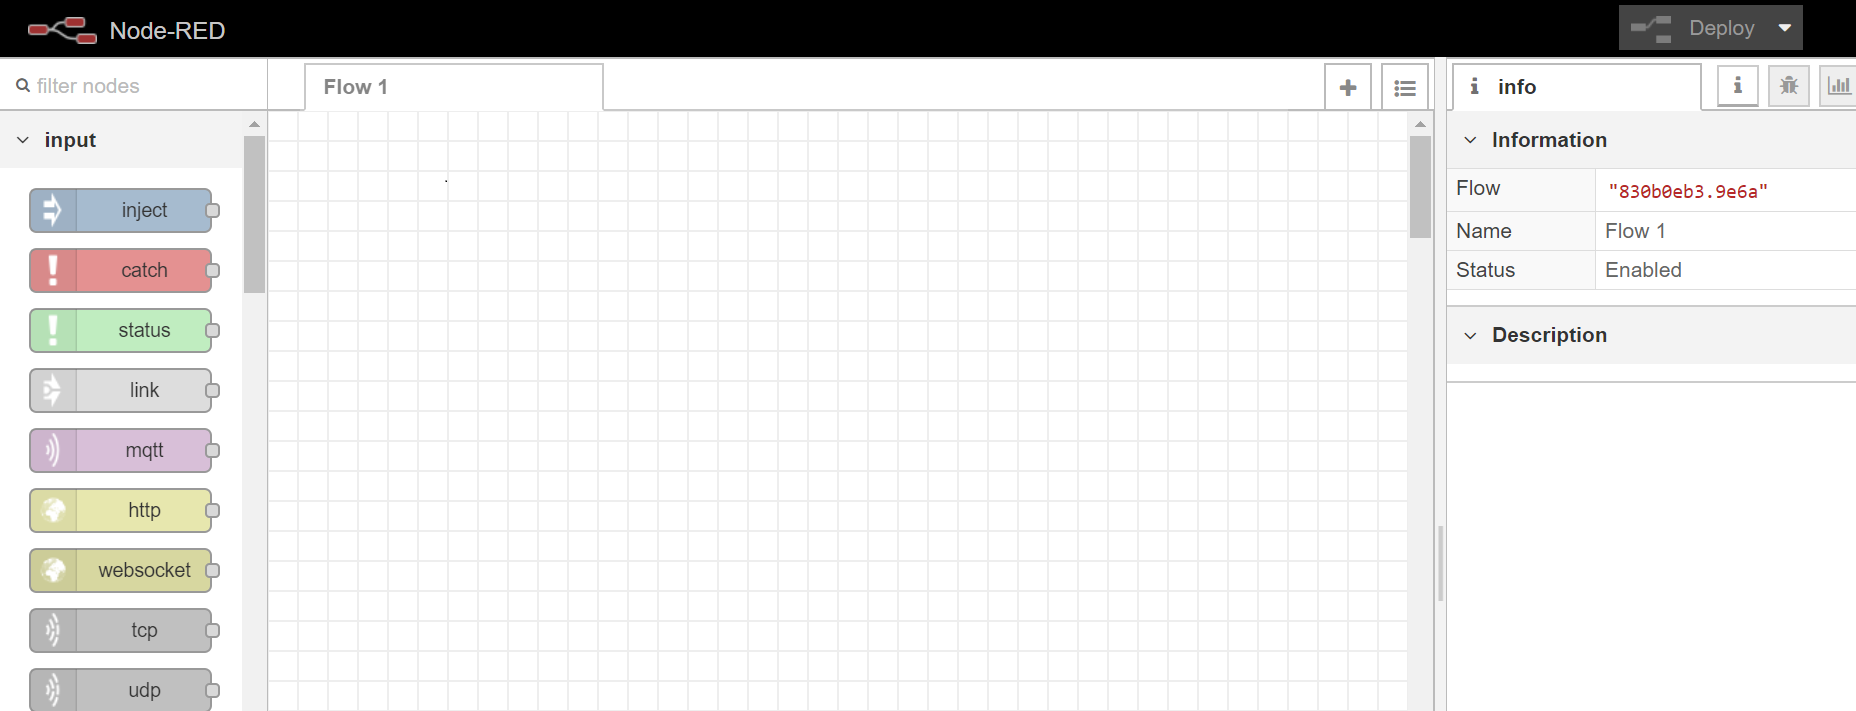 Node-RED
Deploy
filter nodes
Flow 1
info
input
inject
catch
status
link
mqtt
http
websocket
tcp
udp
Information
Flow "830b0eb3.9e6a"
Name Flow 1
Status Enabled
Description